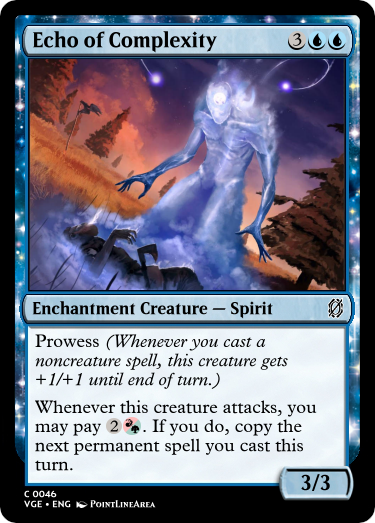 Echo of Complexity 3
Enchantment Creature — Spirit
Prowess (Whenever you cast a
noncreature spell, this creature gets
+1/+1 until end of turn.)
Whenever this creature attacks, you
may pay 2 . If you do, copy the
next permanent spell you cast this
turn.
3/3
C 0046
VGE • ENG PointLineArea